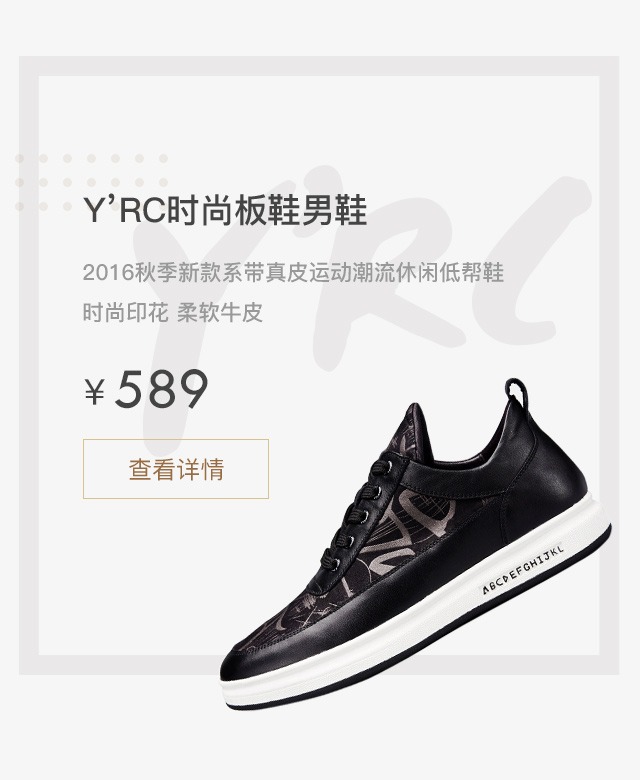 Y’RC时尚板鞋男鞋
Y’RC
2016秋季新款系带真皮运动潮流休闲低帮鞋
时尚印花 柔软牛皮
¥ 589
查看详情
ABCDEFGHIJKL